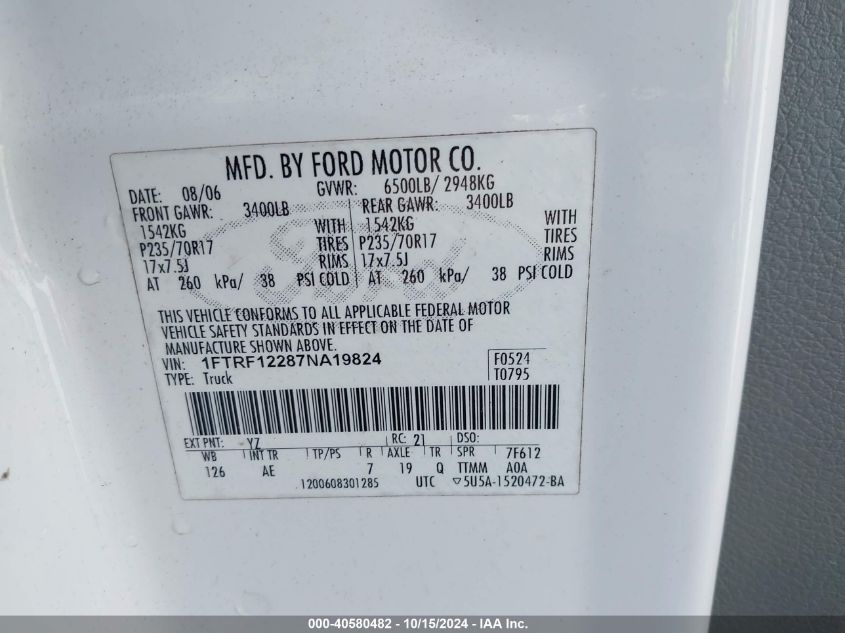 MFD. BY FORD MOTOR CO.
DATE: 08/06 GVWR: 6500LB/ 2948KG
FRONT GAWR: 3400LB REAR GAWR: 3400LB
1542KG WITH 1542KG WITH
P235/70R17 TIRES P235/70R17 TIRES
17x7.5J RIMS 17x7.5J RIMS
AT 260 kPa/ 38 PSI COLD AT 260 kPa/ 38 PSI COLD
THIS VEHICLE CONFORMS TO ALL APPLICABLE FEDERAL MOTOR
VEHICLE SAFETY STANDARDS IN EFFECT ON THE DATE OF
MANUFACTURE SHOWN ABOVE.
VIN: 1FTRF12287NA19824 F0524
TYPE: Truck T0795
EXT PNT: YZ RC: 21 DSO:
WB INT TR TP/PS R AXLE TR SPR 7F612
126 AE 7 19 Q TTMM A0A
1200608301285 UTC ▽5U5A-1520472-BA
Ford
000-40580482 - 10/15/2024 - IAA Inc.